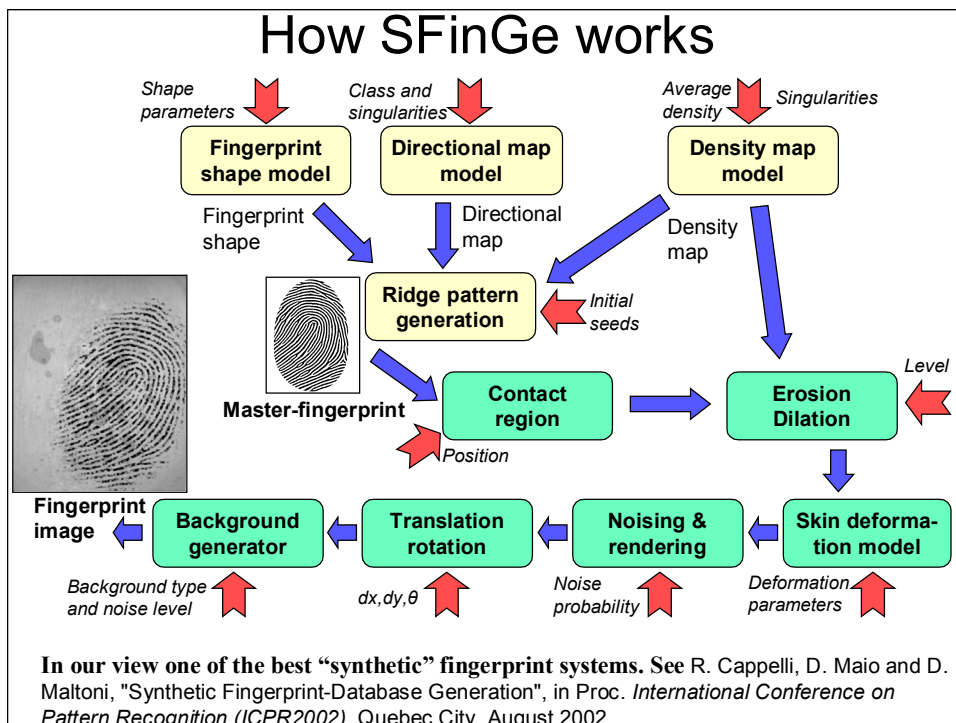 How SFinGe works
Shape
parameters
Class and
singularities
Average
density
Singularities
Fingerprint
shape model
Directional map
model
Density map
model
Fingerprint
shape
Directional
map
Density
map
Ridge pattern
generation
Initial
seeds
Master-fingerprint
Contact
region
Erosion
Dilation
Level
Position
Fingerprint
image
Background
generator
Translation
rotation
Noising &
rendering
Skin deforma-
tion model
Background type
and noise level
dx,dy,θ
Noise
probability
Deformation
parameters
In our view one of the best “synthetic” fingerprint systems. See R. Cappelli, D. Maio and D.
Maltoni, "Synthetic Fingerprint-Database Generation", in Proc. International Conference on
Pattern Recognition (ICPR2002), Quebec City, August 2002